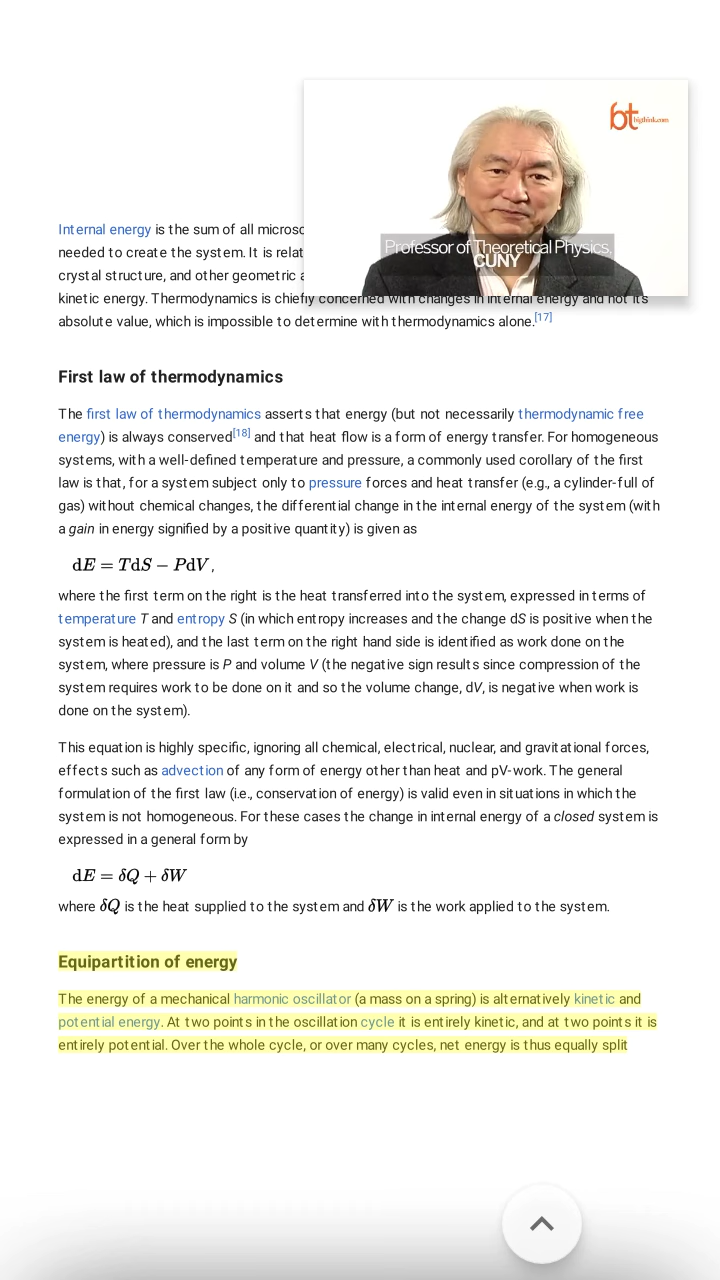 bt bigthink.com
Professor of Theoretical Physics,
CUNY
Internal energy is the sum of all
needed to create the system. It is
crystal structure, and other geometric
kinetic energy. Thermodynamics is chiefly concerned with changes in internal energy and not its
absolute value, which is impossible to determine with thermodynamics alone.[17]
First law of thermodynamics
The first law of thermodynamics asserts that energy (but not necessarily thermodynamic free
energy) is always conserved[18] and that heat flow is a form of energy transfer. For homogeneous
systems, with a well-defined temperature and pressure, a commonly used corollary of the first
law is that, for a system subject only to pressure forces and heat transfer (e.g., a cylinder-full of
gas) without chemical changes, the differential change in the internal energy of the system (with
a gain in energy signified by a positive quantity) is given as
dE = TdS − PdV,
where the first term on the right is the heat transferred into the system, expressed in terms of
temperature T and entropy S (in which entropy increases and the change dS is positive when the
system is heated), and the last term on the right hand side is identified as work done on the
system, where pressure is P and volume V (the negative sign results since compression of the
system requires work to be done on it and so the volume change, dV, is negative when work is
done on the system).
This equation is highly specific, ignoring all chemical, electrical, nuclear, and gravitational forces,
effects such as advection of any form of energy other than heat and pV-work. The general
formulation of the first law (i.e., conservation of energy) is valid even in situations in which the
system is not homogeneous. For these cases the change in internal energy of a closed system is
expressed in a general form by
dE = δQ + δW
where δQ is the heat supplied to the system and δW is the work applied to the system.
Equipartition of energy
The energy of a mechanical harmonic oscillator (a mass on a spring) is alternatively kinetic and
potential energy. At two points in the oscillation cycle it is entirely kinetic, and at two points it is
entirely potential. Over the whole cycle, or over many cycles, net energy is thus equally split